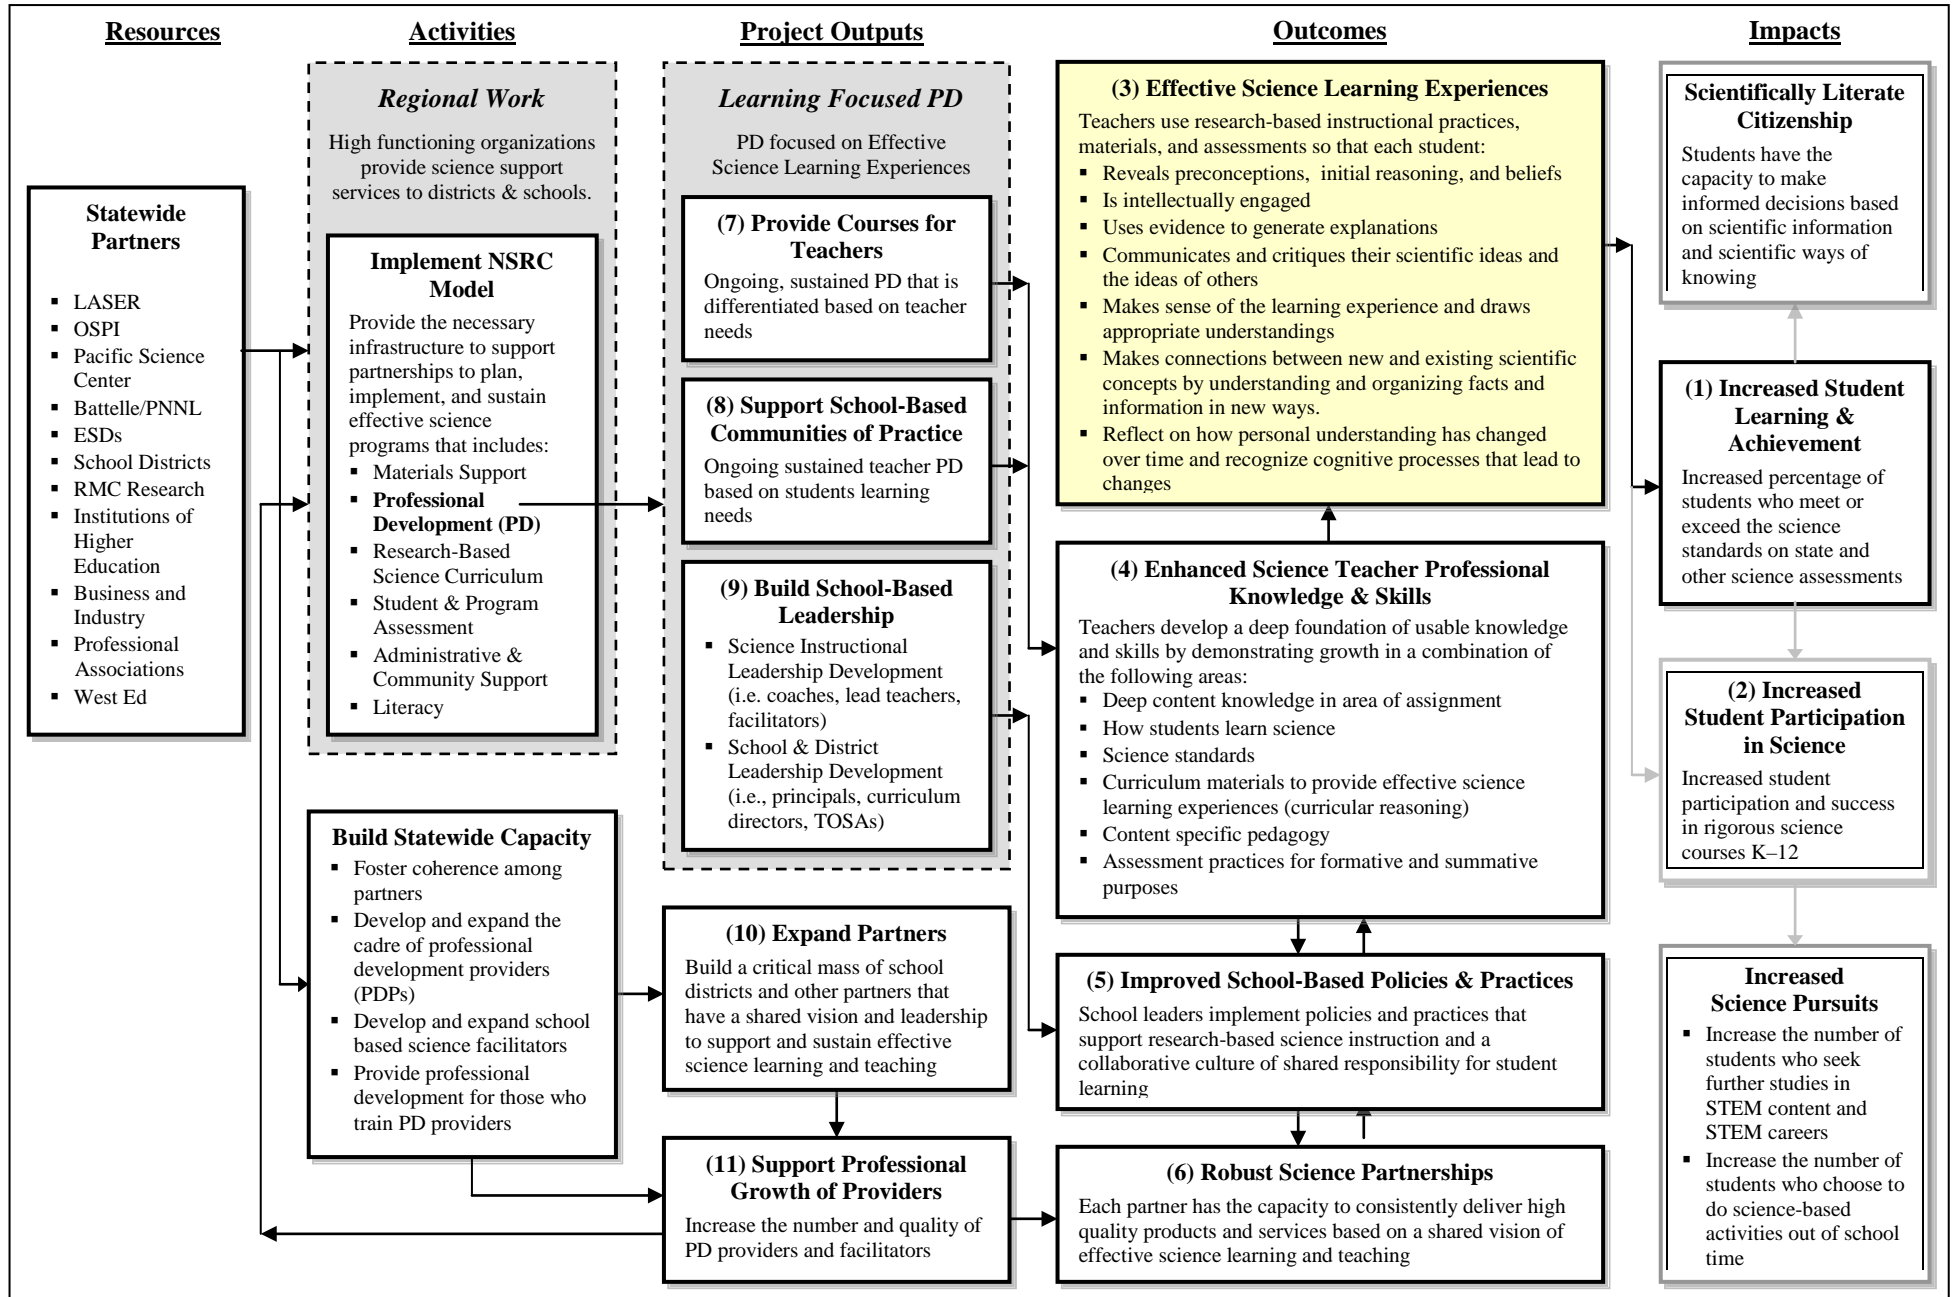 Resources
Activities
Project Outputs
Outcomes
Impacts
Statewide
Partners
▪ LASER
▪ OSPI
▪ Pacific Science
Center
▪ Battelle/PNNL
▪ ESDs
▪ School Districts
▪ RMC Research
▪ Institutions of
Higher
Education
▪ Business and
Industry
▪ Professional
Associations
▪ West Ed
Regional Work
High functioning organizations
provide science support
services to districts & schools.
Implement NSRC
Model
Provide the necessary
infrastructure to support
partnerships to plan,
implement, and sustain
effective science
programs that includes:
▪ Materials Support
▪ Professional
Development (PD)
▪ Research-Based
Science Curriculum
▪ Student & Program
Assessment
▪ Administrative &
Community Support
▪ Literacy
Build Statewide Capacity
▪ Foster coherence among
partners
▪ Develop and expand the
cadre of professional
development providers
(PDPs)
▪ Develop and expand school
based science facilitators
▪ Provide professional
development for those who
train PD providers
Learning Focused PD
PD focused on Effective
Science Learning Experiences
(7) Provide Courses for
Teachers
Ongoing, sustained PD that is
differentiated based on teacher
needs
(8) Support School-Based
Communities of Practice
Ongoing sustained teacher PD
based on students learning
needs
(9) Build School-Based
Leadership
▪ Science Instructional
Leadership Development
(i.e. coaches, lead teachers,
facilitators)
▪ School & District
Leadership Development
(i.e., principals, curriculum
directors, TOSAs)
(10) Expand Partners
Build a critical mass of school
districts and other partners that
have a shared vision and leadership
to support and sustain effective
science learning and teaching
(11) Support Professional
Growth of Providers
Increase the number and quality of
PD providers and facilitators
(3) Effective Science Learning Experiences
Teachers use research-based instructional practices,
materials, and assessments so that each student:
▪ Reveals preconceptions, initial reasoning, and beliefs
▪ Is intellectually engaged
▪ Uses evidence to generate explanations
▪ Communicates and critiques their scientific ideas and
the ideas of others
▪ Makes sense of the learning experience and draws
appropriate understandings
▪ Makes connections between new and existing scientific
concepts by understanding and organizing facts and
information in new ways.
▪ Reflect on how personal understanding has changed
over time and recognize cognitive processes that lead to
changes
(4) Enhanced Science Teacher Professional
Knowledge & Skills
Teachers develop a deep foundation of usable knowledge
and skills by demonstrating growth in a combination of
the following areas:
▪ Deep content knowledge in area of assignment
▪ How students learn science
▪ Science standards
▪ Curriculum materials to provide effective science
learning experiences (curricular reasoning)
▪ Content specific pedagogy
▪ Assessment practices for formative and summative
purposes
(5) Improved School-Based Policies & Practices
School leaders implement policies and practices that
support research-based science instruction and a
collaborative culture of shared responsibility for student
learning
(6) Robust Science Partnerships
Each partner has the capacity to consistently deliver high
quality products and services based on a shared vision of
effective science learning and teaching
Scientifically Literate
Citizenship
Students have the
capacity to make
informed decisions based
on scientific information
and scientific ways of
knowing
(1) Increased Student
Learning &
Achievement
Increased percentage of
students who meet or
exceed the science
standards on state and
other science assessments
(2) Increased
Student Participation
in Science
Increased student
participation and success
in rigorous science
courses K–12
Increased
Science Pursuits
▪ Increase the number of
students who seek
further studies in
STEM content and
STEM careers
▪ Increase the number of
students who choose to
do science-based
activities out of school
time